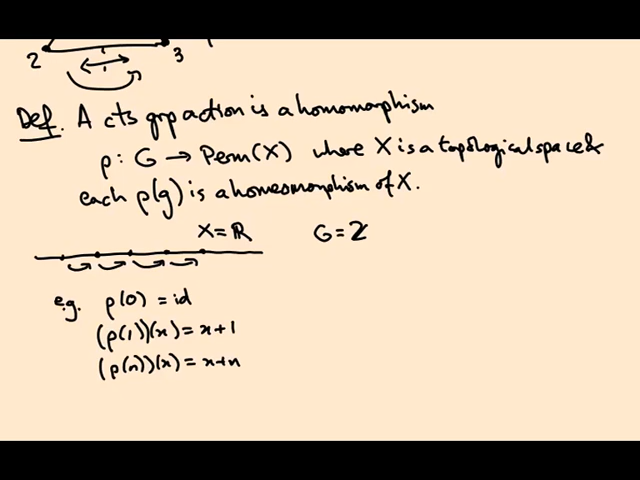 2 3
Def. A cts grp action is a homomorphism
ρ: G → Perm(X) where X is a topological space &
each ρ(g) is a homeomorphism of X.
X = ℝ G = ℤ
e.g. ρ(0) = id
(ρ(1))(x) = x+1
(ρ(n))(x) = x+n